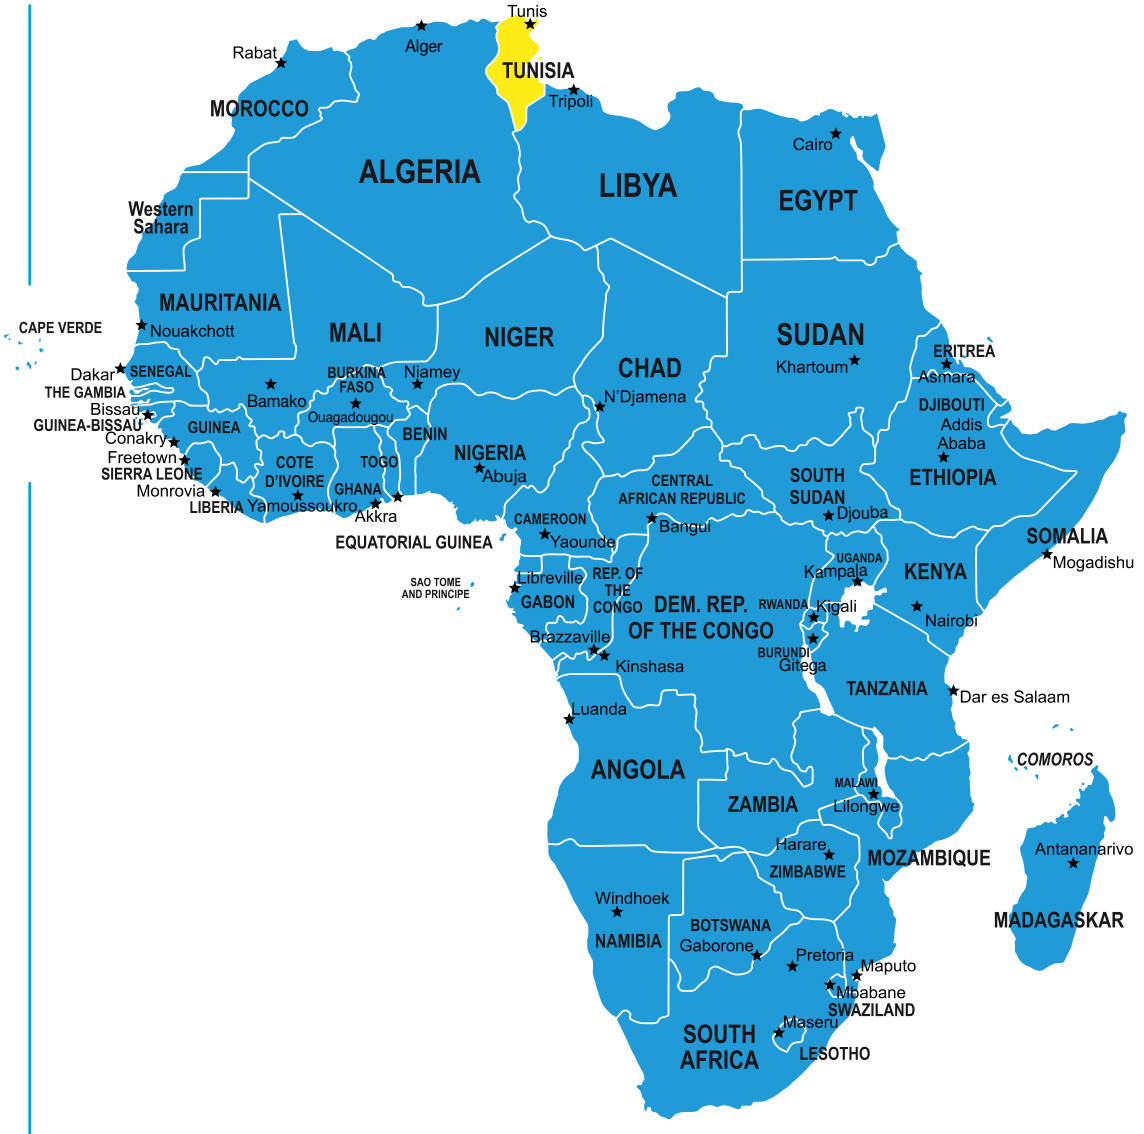 Tunis
Alger
Rabat
TUNISIA
Tripoli
MOROCCO
Cairo
ALGERIA
LIBYA
EGYPT
Western
Sahara
MAURITANIA
Nouakchott
CAPE VERDE
MALI
NIGER
SUDAN
Khartoum
CHAD
ERITREA
Asmara
Dakar
SENEGAL
THE GAMBIA
BURKINA
FASO
Niamey
Bamako
Ouagadougou
N'Djamena
DJIBOUTI
Addis
Ababa
Bissau
GUINEA-BISSAU
GUINEA
Conakry
BENIN
Freetown
SIERRA LEONE
COTE
D'IVOIRE
TOGO
NIGERIA
Abuja
ETHIOPIA
Monrovia
LIBERIA
Yamoussoukro
GHANA
Akkra
CENTRAL
AFRICAN REPUBLIC
SOUTH
SUDAN
Djouba
CAMEROON
Yaounde
Bangui
EQUATORIAL GUINEA
SOMALIA
Mogadishu
UGANDA
Kampala
KENYA
SAO TOME
AND PRINCIPE
Libreville
GABON
REP. OF
THE
CONGO
DEM. REP.
OF THE CONGO
RWANDA
Kigali
Nairobi
Brazzaville
Kinshasa
BURUNDI
Gitega
TANZANIA
Dar es Salaam
Luanda
ANGOLA
COMOROS
ZAMBIA
MALAWI
Lilongwe
Harare
ZIMBABWE
MOZAMBIQUE
Antananarivo
MADAGASKAR
Windhoek
NAMIBIA
BOTSWANA
Gaborone
Pretoria
Maputo
Mbabane
SWAZILAND
Maseru
LESOTHO
SOUTH
AFRICA